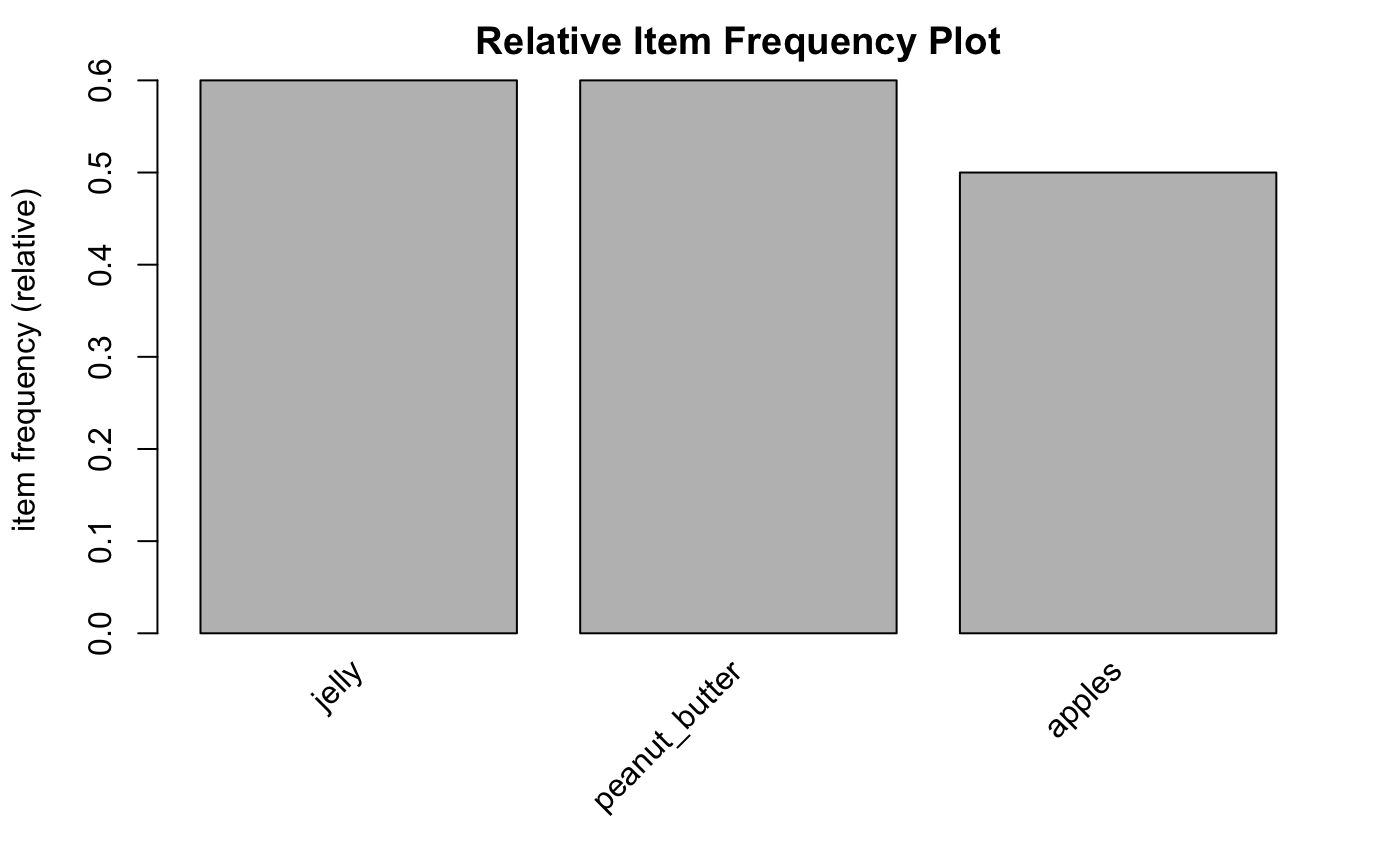 Relative Item Frequency Plot
item frequency (relative)
0.6
0.5
0.4
0.3
0.2
0.1
0.0
jelly
peanut_butter
apples